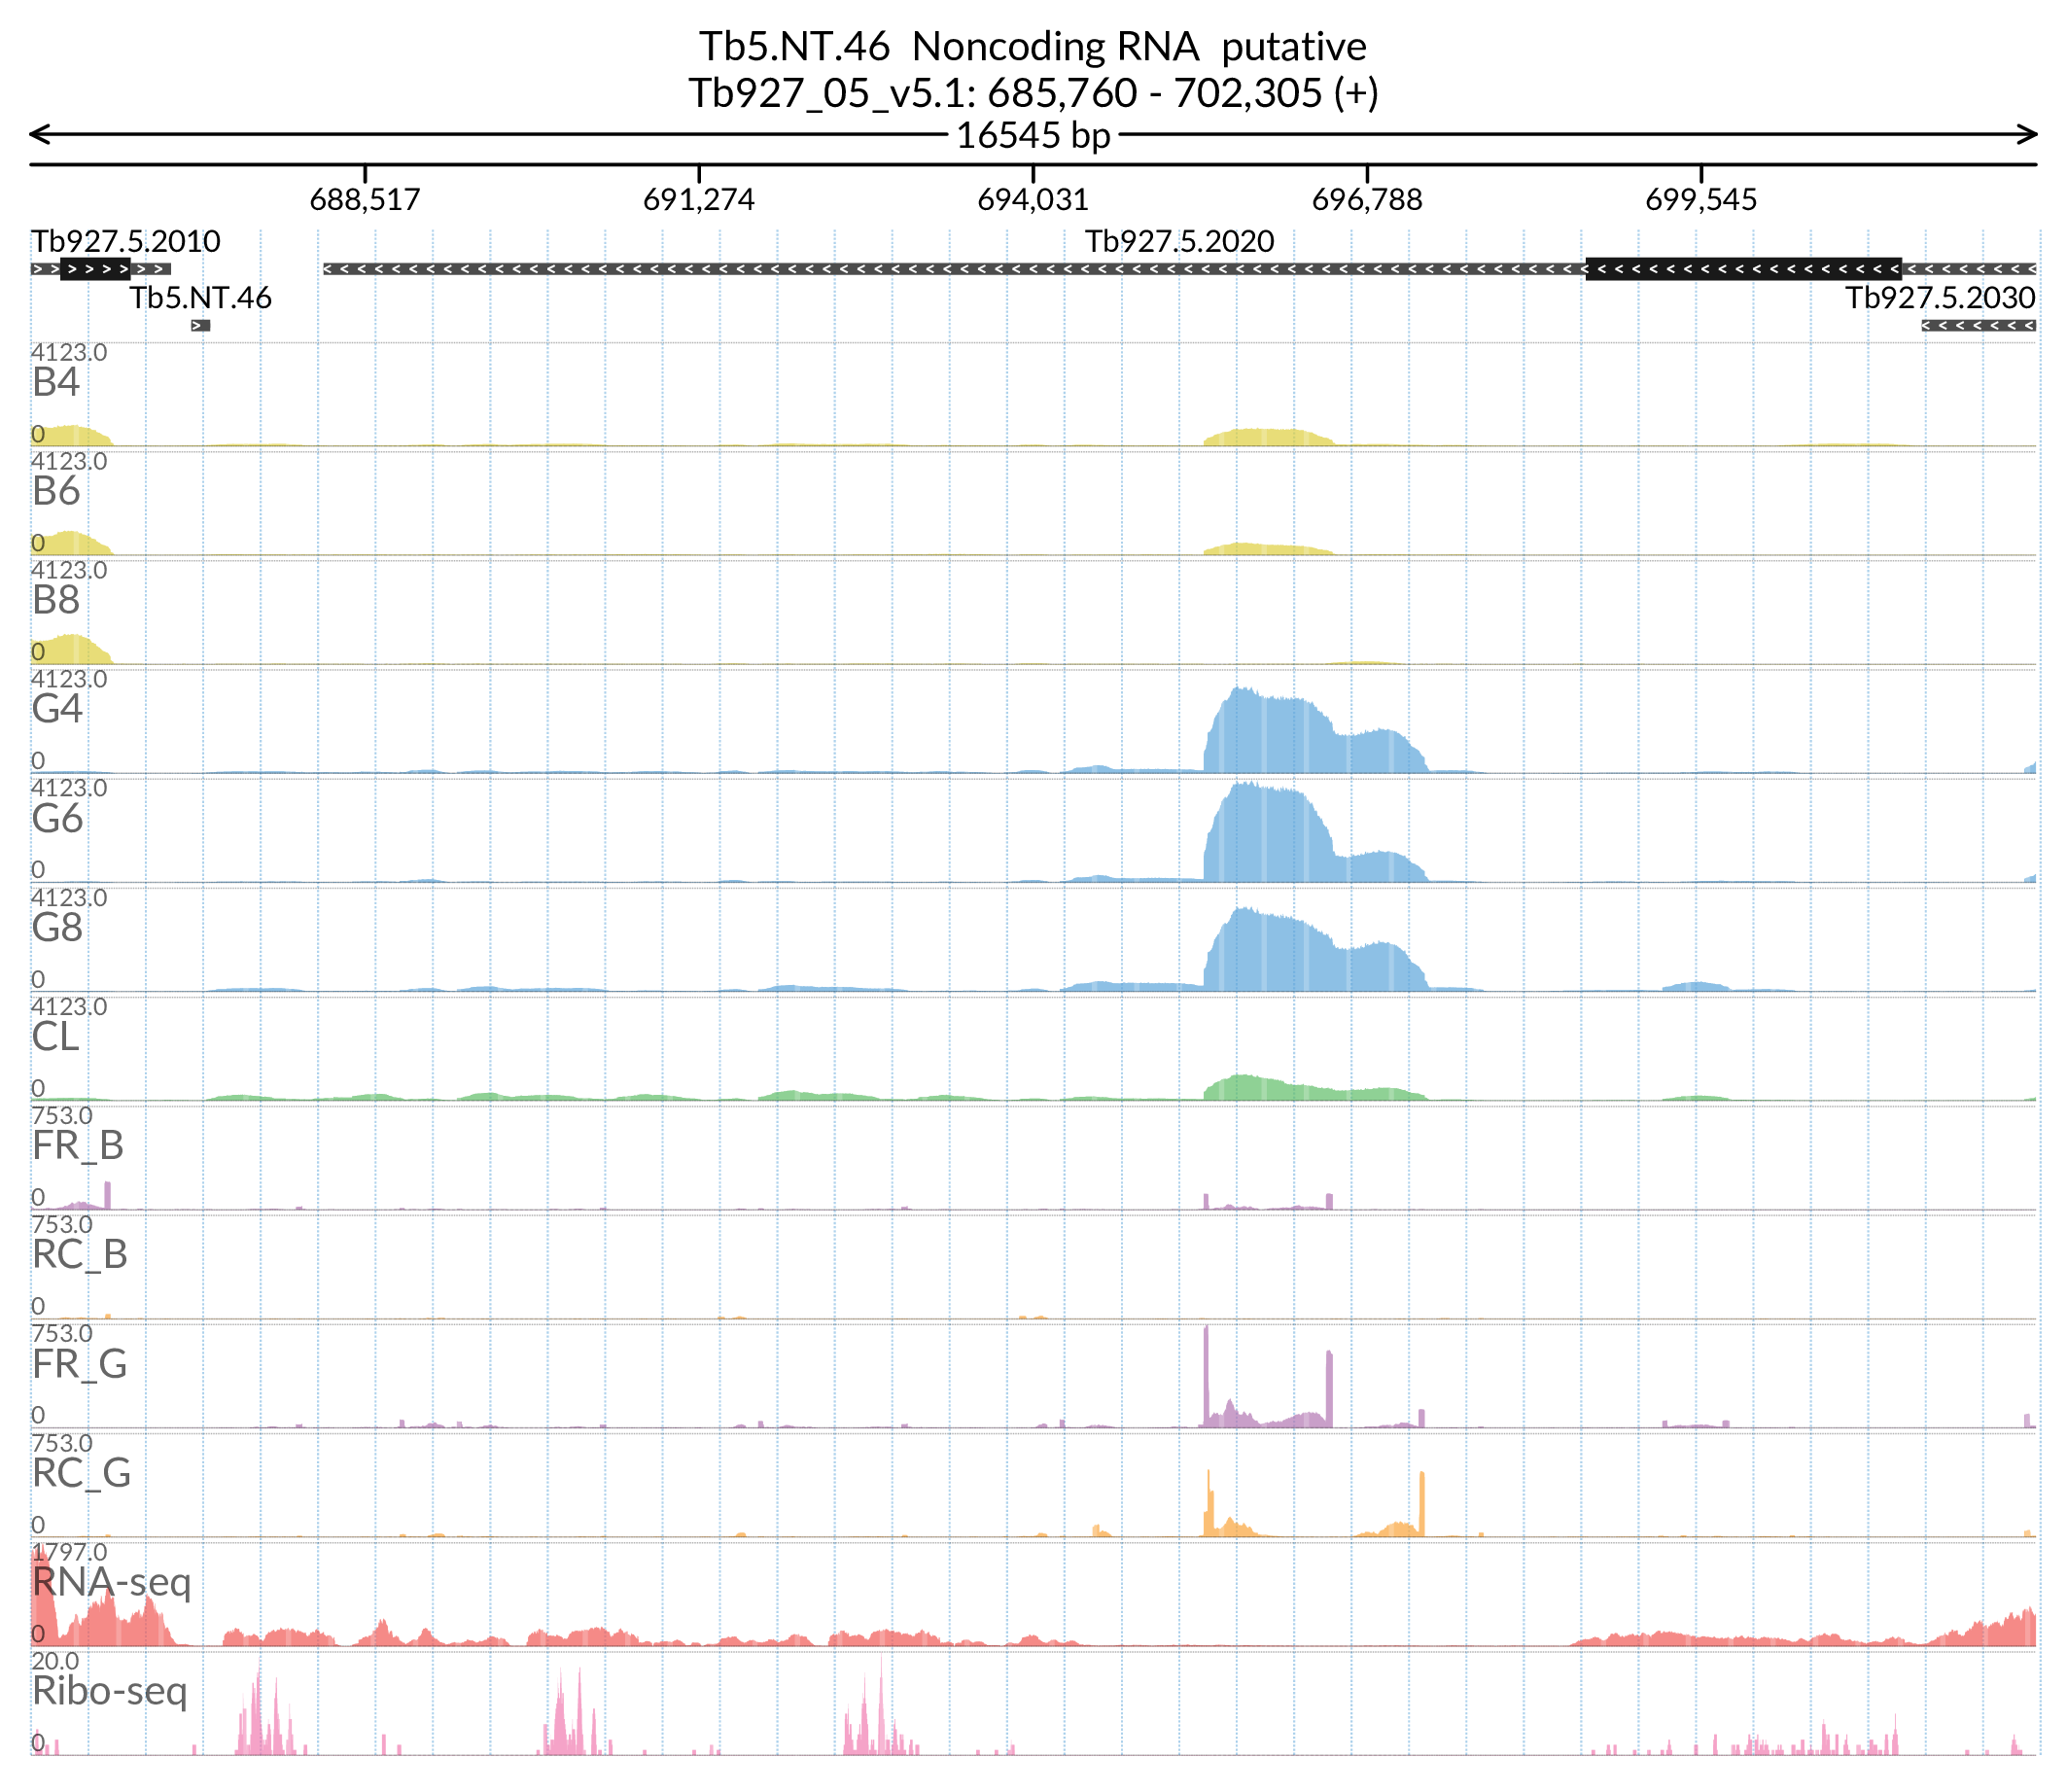 Tb5.NT.46 Noncoding RNA putative
Tb927_05_v5.1: 685,760 - 702,305 (+)
16545 bp
688,517 691,274 694,031 696,788 699,545
Tb927.5.2010 Tb927.5.2020
Tb5.NT.46 Tb927.5.2030
4123.0
B4
0
4123.0
B6
0
4123.0
B8
0
4123.0
G4
0
4123.0
G6
0
4123.0
G8
0
4123.0
CL
0
753.0
FR_B
0
753.0
RC_B
0
753.0
FR_G
0
753.0
RC_G
0
1797.0
RNA-seq
0
20.0
Ribo-seq
0